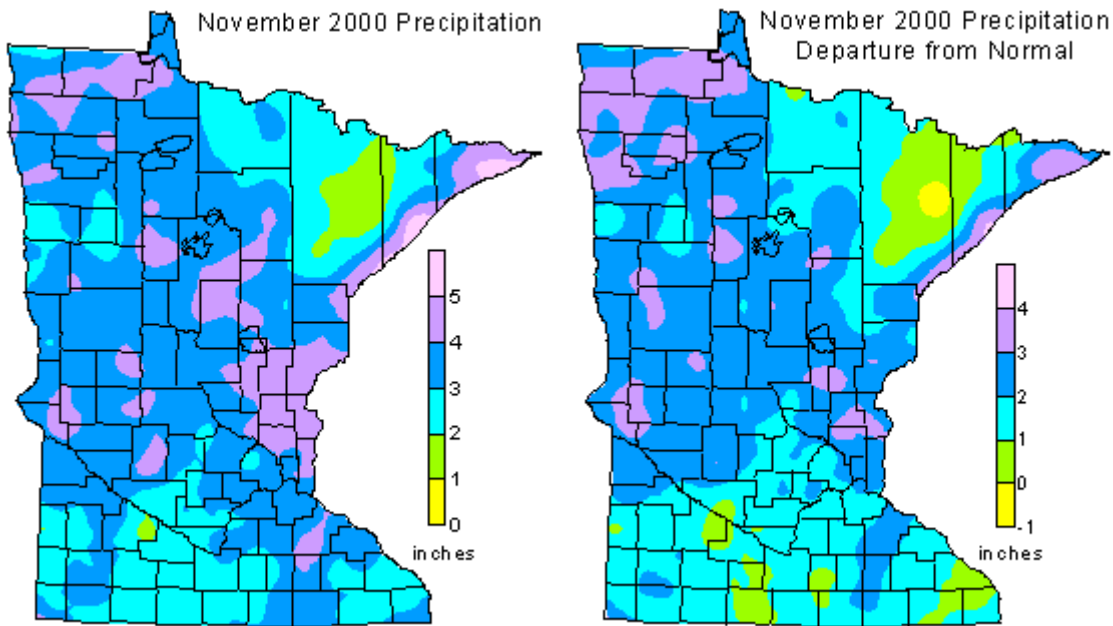 November 2000 Precipitation
5
4
3
2
1
0
inches
November 2000 Precipitation
Departure from Normal
4
3
2
1
0
-1
inches